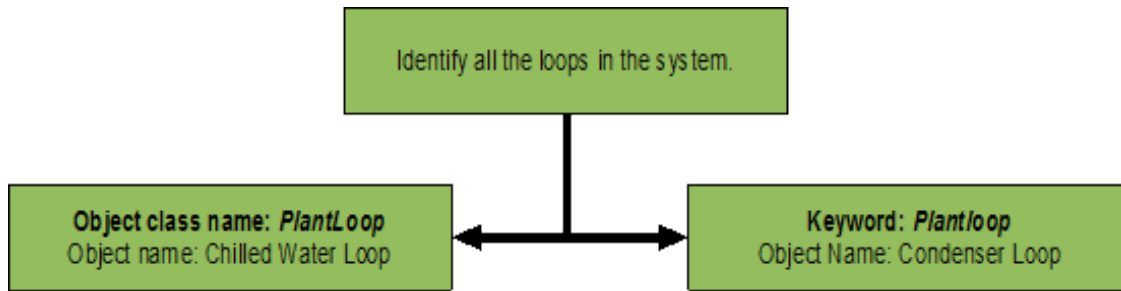 Identify all the loops in the system.
Object class name: PlantLoop
Object name: Chilled Water Loop
Keyword: Plantloop
Object Name: Condenser Loop